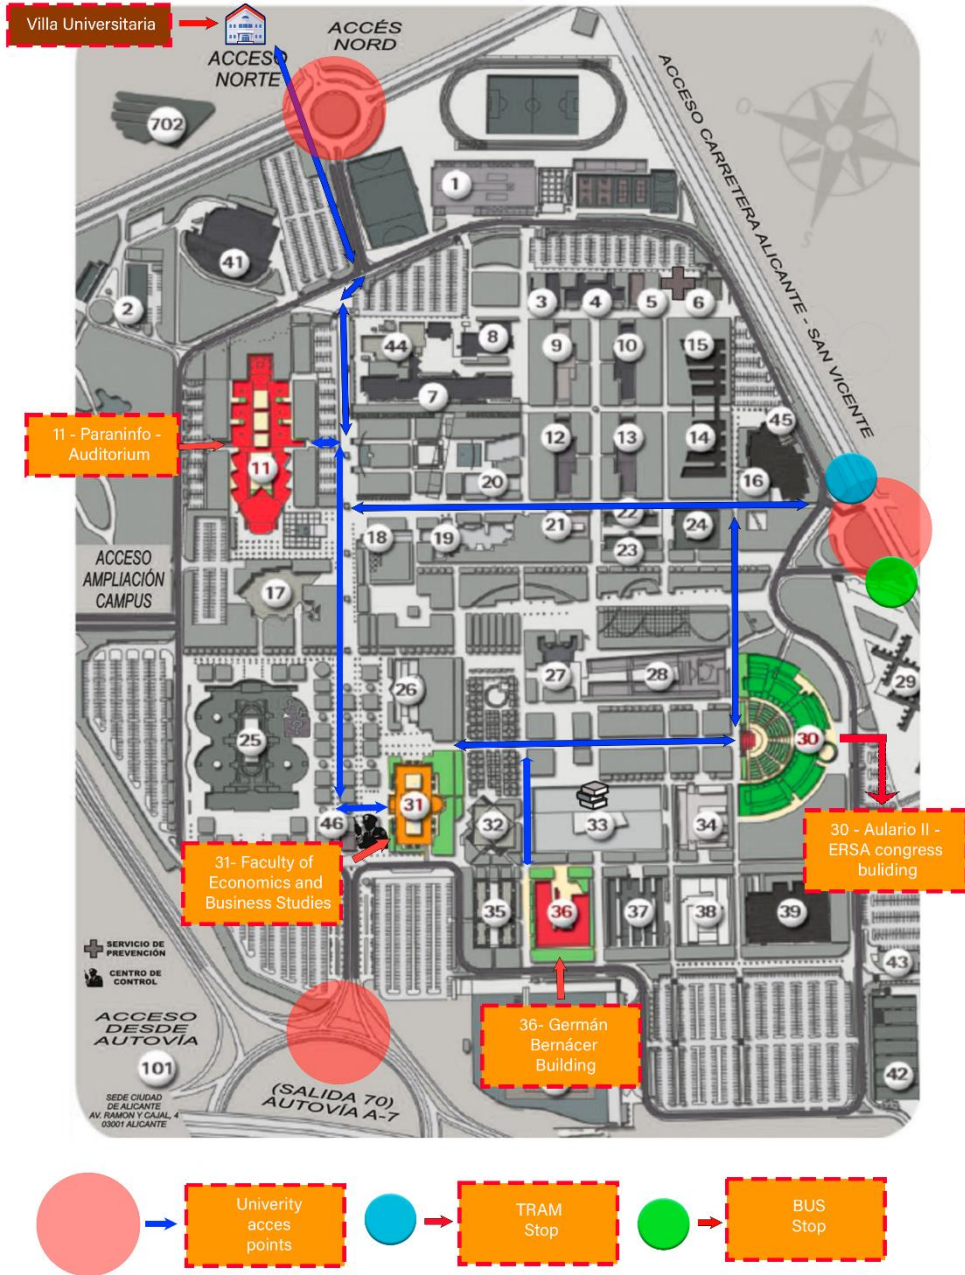 Villa Universitaria
ACCÉS
NORD
ACCESO
NORTE
ACCESO CARRETERA ALICANTE - SAN VICENTE
N
O
S
702
1
41
2
3
4
5
6
44
8
9
10
15
7
11 - Paraninfo -
Auditorium
11
12
13
14
45
16
20
18
19
21
22
24
23
ACCESO
AMPLIACIÓN
CAMPUS
17
26
27
28
29
25
30
31
46
32
33
34
30 - Aulario II -
ERSA congress
buliding
31- Faculty of
Economics and
Business Studies
35
36
37
38
39
43
SERVICIO DE
PREVENCIÓN
CENTRO DE
CONTROL
36- Germán
Bernácer
Building
ACCESO
DESDE
AUTOVÍA
101
SEDE CIUDAD
DE ALICANTE
AV. RAMON Y CAJAL, 4
03001 ALICANTE
(SALIDA 70)
AUTOVÍA A-7
42
Univerity
acces
points
TRAM
Stop
BUS
Stop